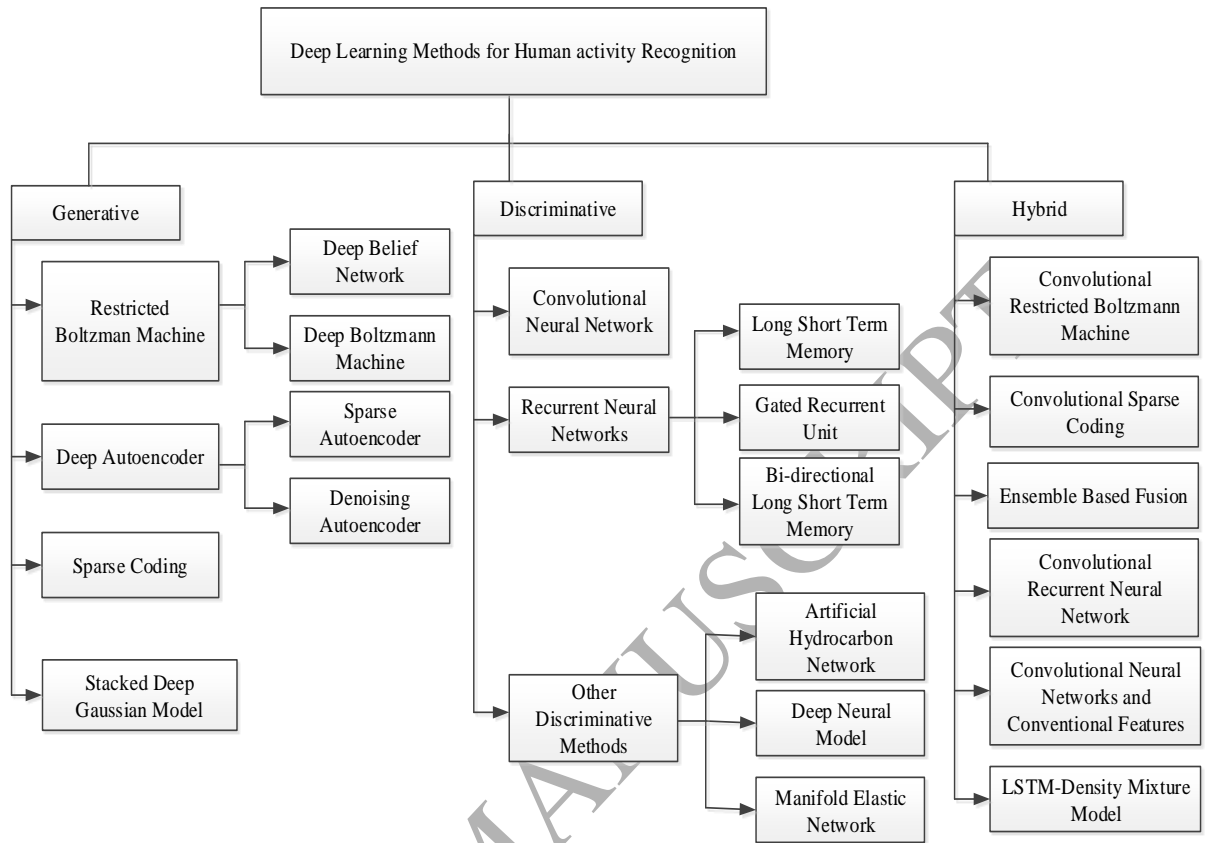 Deep Learning Methods for Human activity Recognition
Generative
Restricted
Boltzman Machine
Deep Belief
Network
Deep Boltzmann
Machine
Deep Autoencoder
Sparse
Autoencoder
Denoising
Autoencoder
Sparse Coding
Stacked Deep
Gaussian Model
Discriminative
Convolutional
Neural Network
Recurrent Neural
Networks
Long Short Term
Memory
Gated Recurrent
Unit
Bi-directional
Long Short Term
Memory
Other
Discriminative
Methods
Artificial
Hydrocarbon
Network
Deep Neural
Model
Manifold Elastic
Network
Hybrid
Convolutional
Restricted Boltzmann
Machine
Convolutional Sparse
Coding
Ensemble Based Fusion
Convolutional
Recurrent Neural
Network
Convolutional Neural
Networks and
Conventional Features
LSTM-Density Mixture
Model
MANUSCRIPT